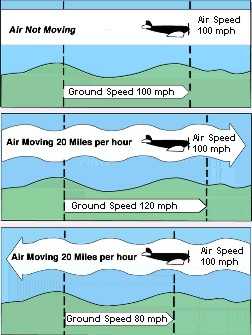 Air Not Moving
Air Speed
100 mph
Ground Speed 100 mph
Air Moving 20 Miles per hour
Air Speed
100 mph
Ground Speed 120 mph
Air Moving 20 Miles per hour
Air Speed
100 mph
Ground Speed 80 mph